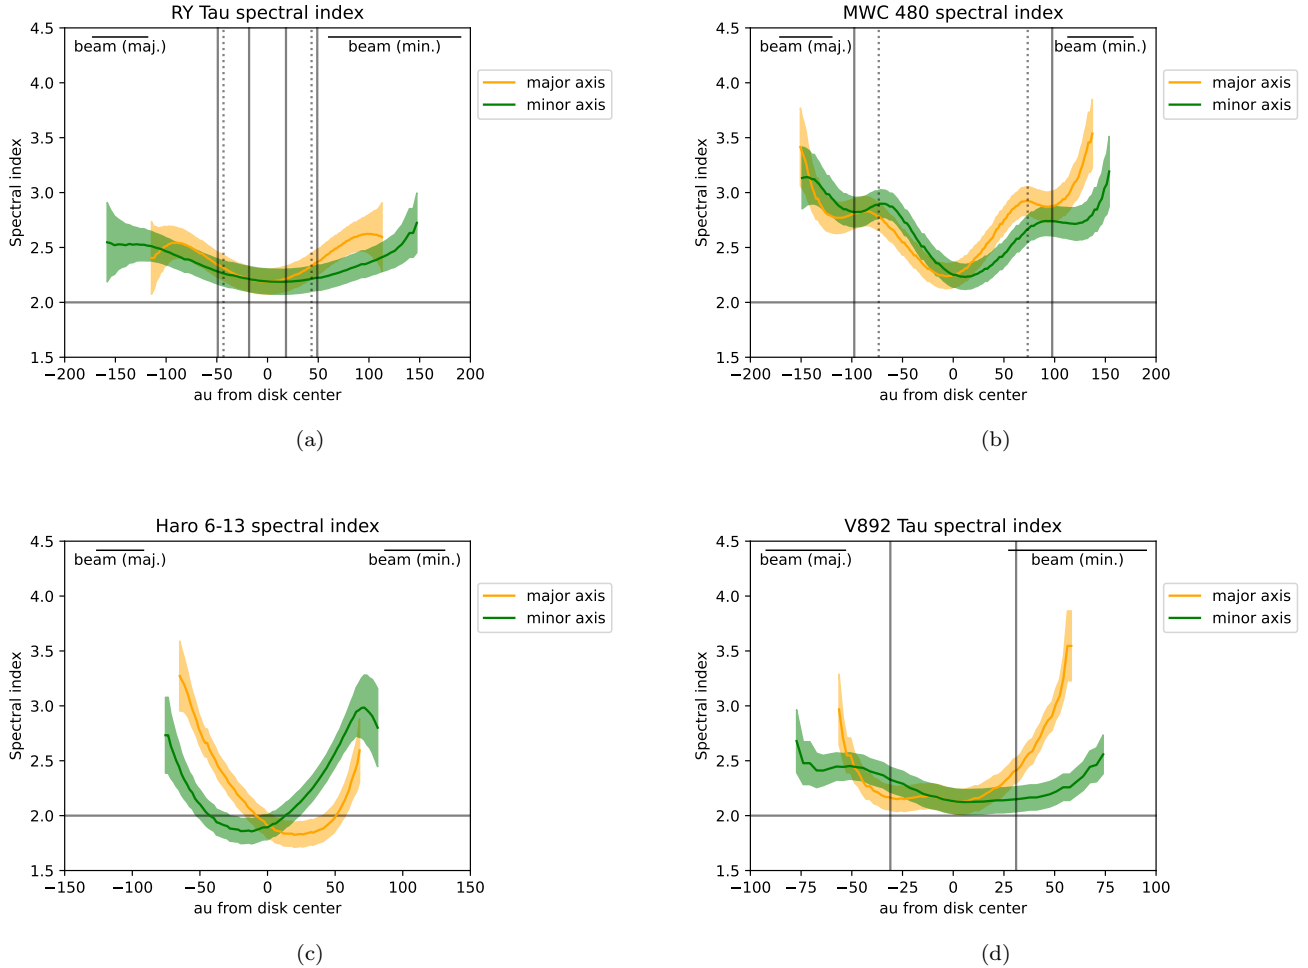 RY Tau spectral index
beam (maj.)
beam (min.)
major axis
minor axis
Spectral index
4.5
4.0
3.5
3.0
2.5
2.0
1.5
−200 −150 −100 −50 0 50 100 150 200
au from disk center
(a)
MWC 480 spectral index
beam (maj.)
beam (min.)
major axis
minor axis
Spectral index
4.5
4.0
3.5
3.0
2.5
2.0
1.5
−200 −150 −100 −50 0 50 100 150 200
au from disk center
(b)
Haro 6-13 spectral index
beam (maj.)
beam (min.)
major axis
minor axis
Spectral index
4.5
4.0
3.5
3.0
2.5
2.0
1.5
−150 −100 −50 0 50 100 150
au from disk center
(c)
V892 Tau spectral index
beam (maj.)
beam (min.)
major axis
minor axis
Spectral index
4.5
4.0
3.5
3.0
2.5
2.0
1.5
−100 −75 −50 −25 0 25 50 75 100
au from disk center
(d)